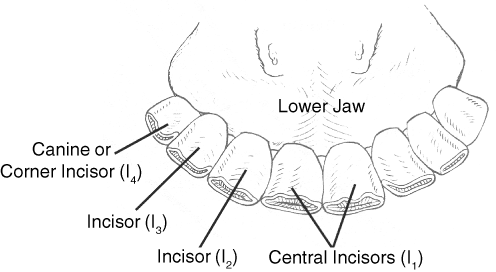 Lower Jaw
Canine or
Corner Incisor (I₄)
Incisor (I₃)
Incisor (I₂)
Central Incisors (I₁)